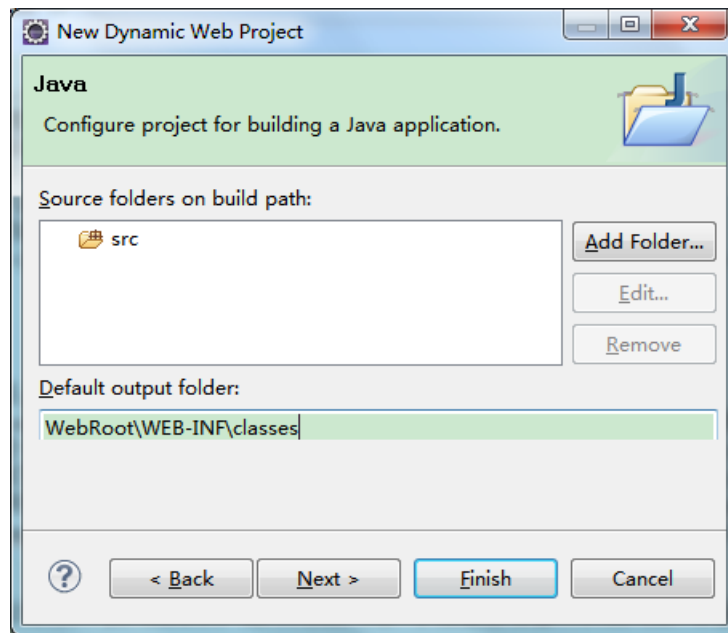 New Dynamic Web Project
Java
Configure project for building a Java application.
Source folders on build path:
src
Add Folder...
Edit...
Remove
Default output folder:
WebRoot\WEB-INF\classes
?
< Back
Next >
Finish
Cancel